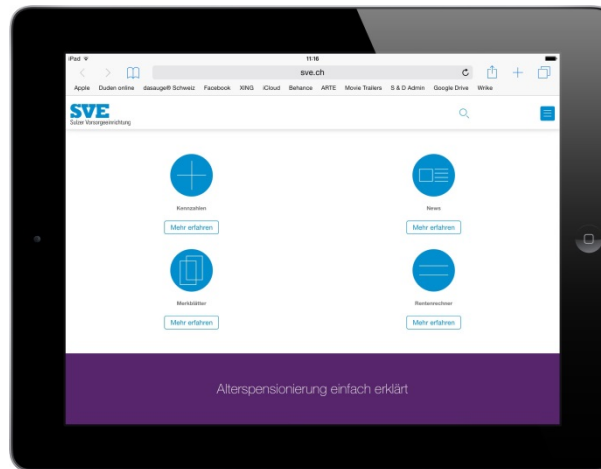 iPad
11:16
sve.ch
Apple Duden online dasauge® Schweiz Facebook XING iCloud Behance ARTE Movie Trailers S & D Admin Google Drive Wrike
SVE
Sulzer Vorsorgeeinrichtung
Kennzahlen
News
Mehr erfahren
Mehr erfahren
Merkblätter
Rentenrechner
Mehr erfahren
Mehr erfahren
Alterspensionierung einfach erklärt